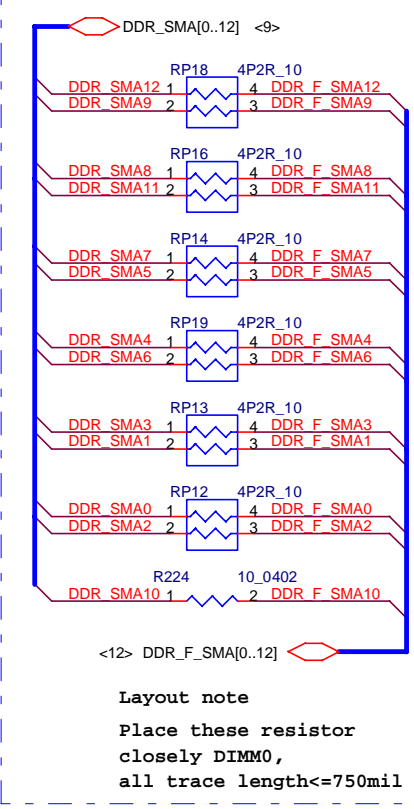 DDR_SMA[0..12] <9>
RP18 4P2R_10
DDR_SMA12 1 4 DDR_F_SMA12
DDR_SMA9 2 3 DDR_F_SMA9
RP16 4P2R_10
DDR_SMA8 1 4 DDR_F_SMA8
DDR_SMA11 2 3 DDR_F_SMA11
RP14 4P2R_10
DDR_SMA7 1 4 DDR_F_SMA7
DDR_SMA5 2 3 DDR_F_SMA5
RP19 4P2R_10
DDR_SMA4 1 4 DDR_F_SMA4
DDR_SMA6 2 3 DDR_F_SMA6
RP13 4P2R_10
DDR_SMA3 1 4 DDR_F_SMA3
DDR_SMA1 2 3 DDR_F_SMA1
RP12 4P2R_10
DDR_SMA0 1 4 DDR_F_SMA0
DDR_SMA2 2 3 DDR_F_SMA2
R224 10_0402
DDR_SMA10 1 2 DDR_F_SMA10
<12> DDR_F_SMA[0..12]
Layout note
Place these resistor
closely DIMM0,
all trace length<=750mil